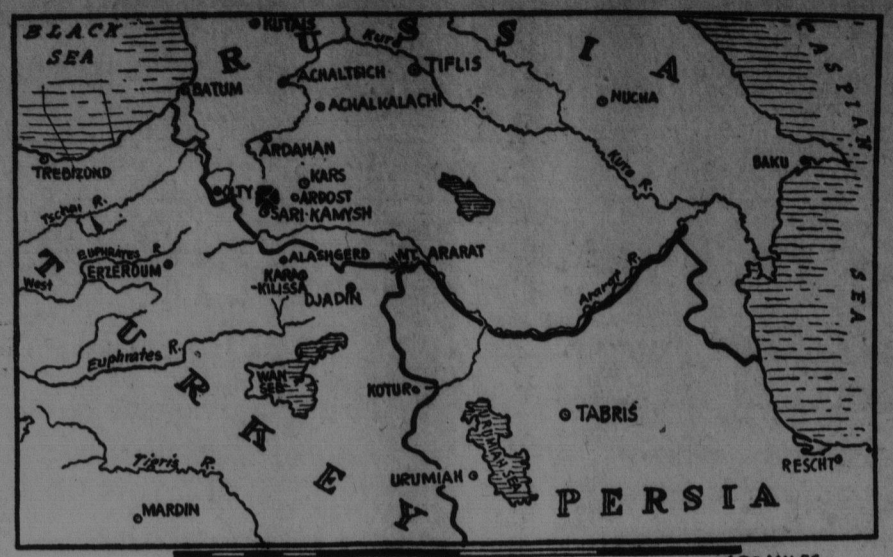 BLACK
SEA
RUSSIA
CASPIAN
SEA
KUTAIS
Kura
R.
ACHALTSICH
TIFLIS
BATUM
ACHALKALACHI
NUCHA
ARDAHAN
Kura R.
BAKU
TREBIZOND
KARS
OLTY
ARDOST
SARI-KAMYSH
Tschai R.
EUPHRATES R.
ERZEROUM
West
ALASHGERD
MT. ARARAT
KARA
-KILISSA
DJADIN
TURKEY
Euphrates R.
WAN
SEE
KOTUR
TABRIS
URUMIAH SEA
Tigris R.
URUMIAH
RESCHT
MARDIN
PERSIA